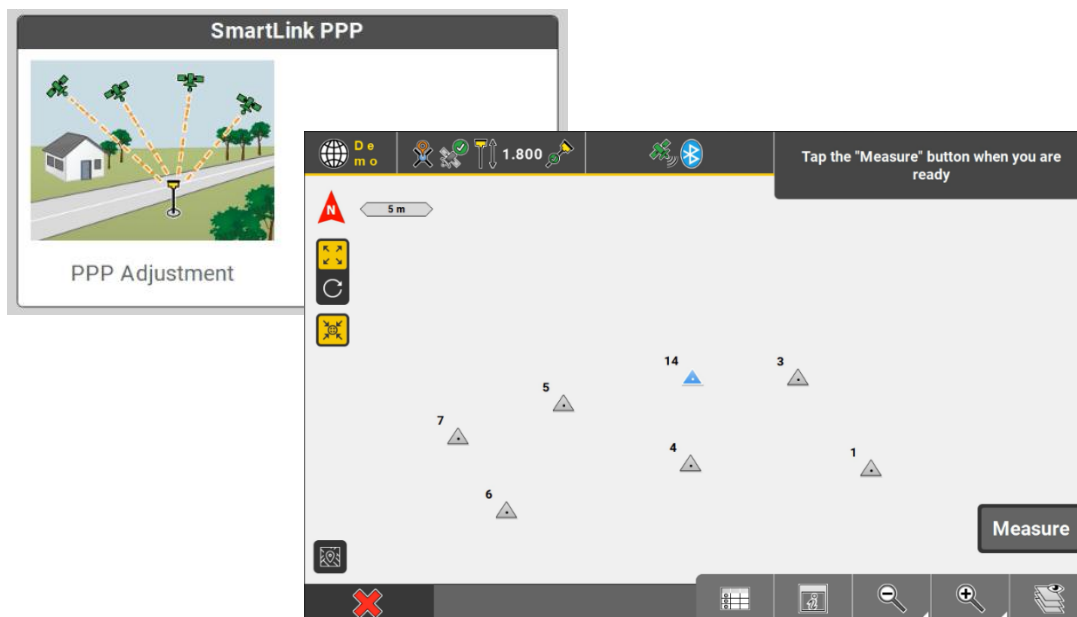 SmartLink PPP
PPP Adjustment
De
mo
1.800
Tap the "Measure" button when you are
ready
N
5 m
14
3
5
7
4
1
6
Measure